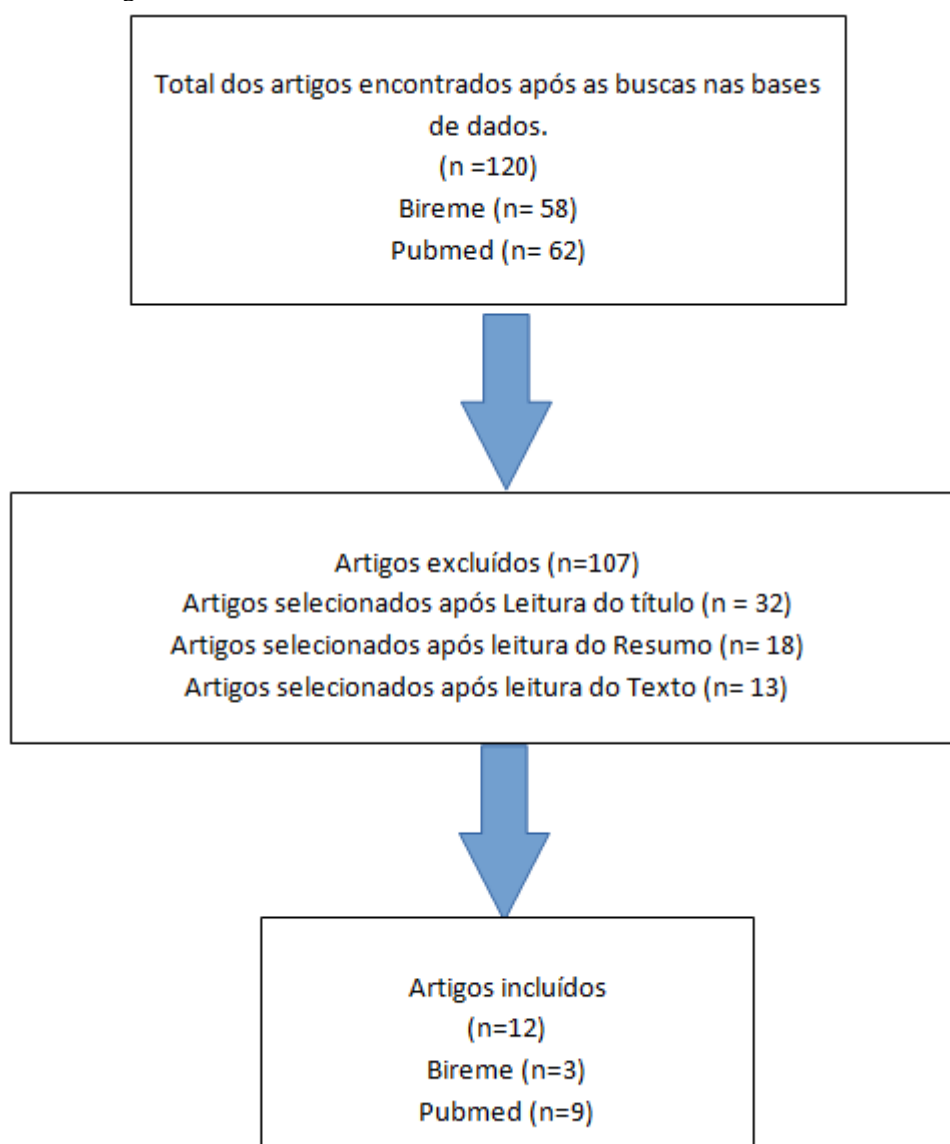 Total dos artigos encontrados após as buscas nas bases
de dados.
(n =120)
Bireme (n= 58)
Pubmed (n= 62)
Artigos excluídos (n=107)
Artigos selecionados após Leitura do título (n = 32)
Artigos selecionados após leitura do Resumo (n= 18)
Artigos selecionados após leitura do Texto (n= 13)
Artigos incluídos
(n=12)
Bireme (n=3)
Pubmed (n=9)